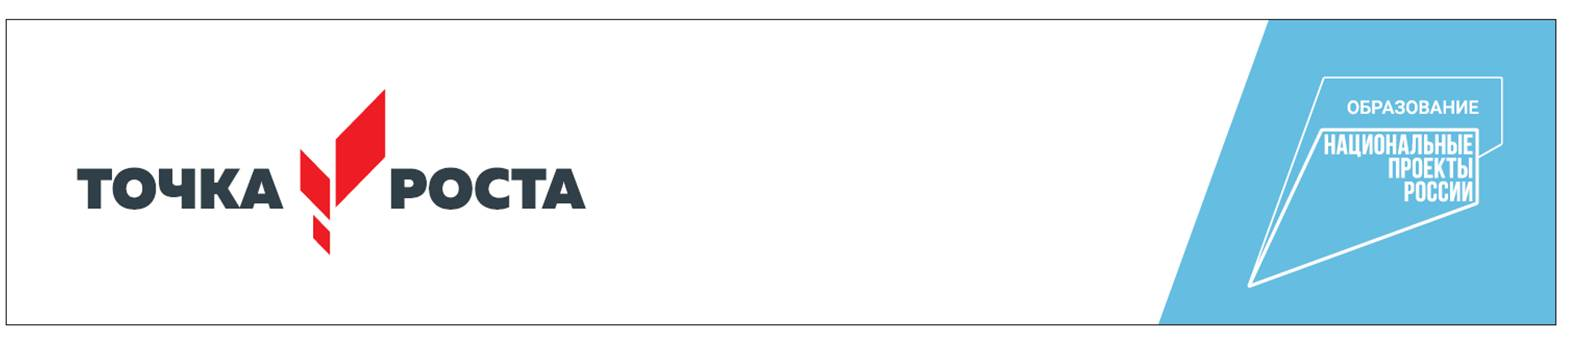 ТОЧКА РОСТА
ОБРАЗОВАНИЕ
НАЦИОНАЛЬНЫЕ
ПРОЕКТЫ
РОССИИ